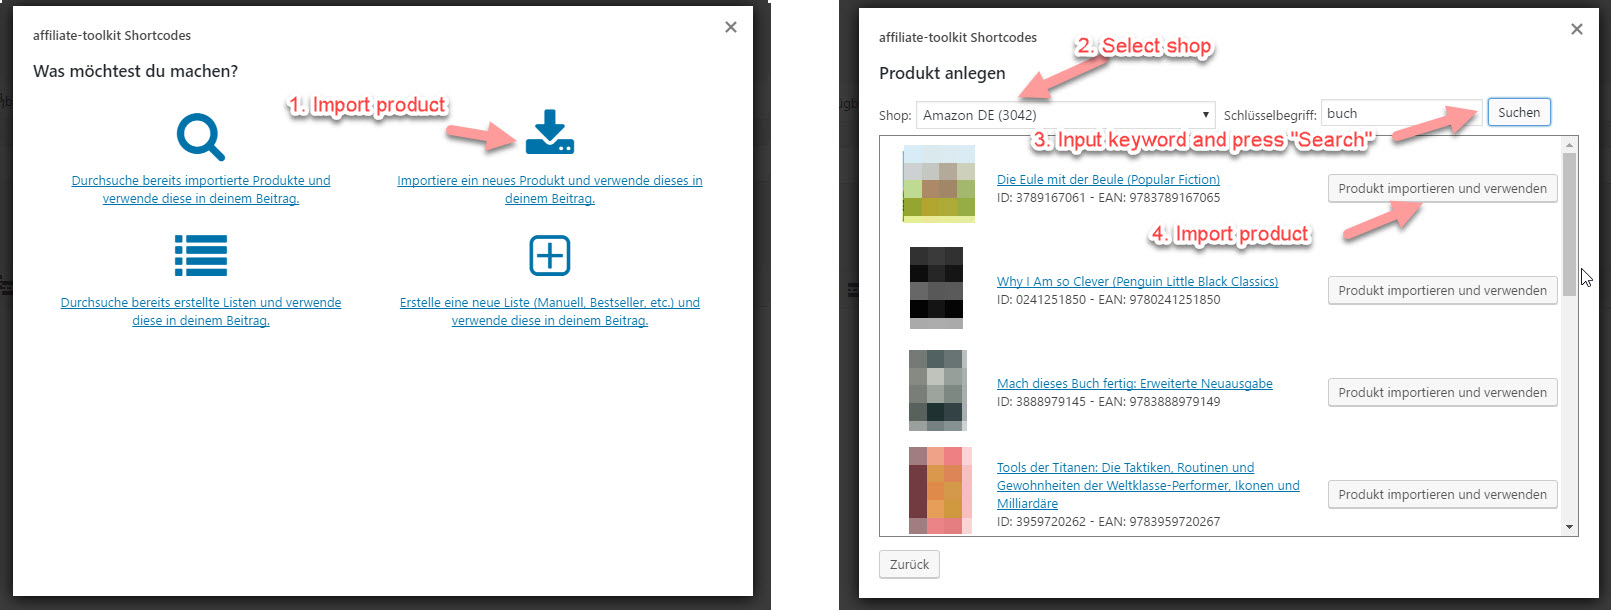 affiliate-toolkit Shortcodes
Was möchtest du machen?
1. Import product
Durchsuche bereits importierte Produkte und
verwende diese in deinem Beitrag.
Importiere ein neues Produkt und verwende dieses in
deinem Beitrag.
Durchsuche bereits erstellte Listen und verwende
diese in deinem Beitrag.
Erstelle eine neue Liste (Manuell, Bestseller, etc.) und
verwende diese in deinem Beitrag.
affiliate-toolkit Shortcodes
2. Select shop
Produkt anlegen
Shop: Amazon DE (3042) Schlüsselbegriff: buch Suchen
3. Input keyword and press "Search"
Die Eule mit der Beule (Popular Fiction)
ID: 3789167061 - EAN: 9783789167065
Produkt importieren und verwenden
4. Import product
Why I Am so Clever (Penguin Little Black Classics)
ID: 0241251850 - EAN: 9780241251850
Produkt importieren und verwenden
Mach dieses Buch fertig: Erweiterte Neuausgabe
ID: 3888979145 - EAN: 9783888979149
Produkt importieren und verwenden
Tools der Titanen: Die Taktiken, Routinen und
Gewohnheiten der Weltklasse-Performer, Ikonen und
Milliardäre
ID: 3959720262 - EAN: 9783959720267
Produkt importieren und verwenden
Zurück